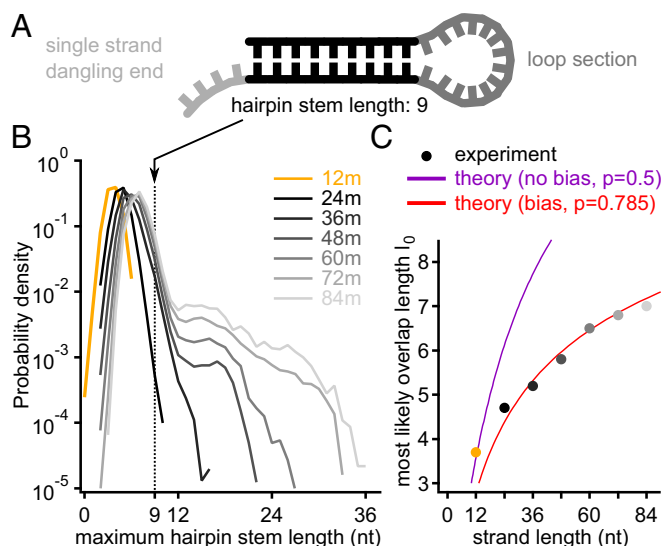 A
single strand
dangling end
loop section
hairpin stem length: 9
B
Probability density
10^0
10^-1
10^-2
10^-3
10^-4
10^-5
12m
24m
36m
48m
60m
72m
84m
0 9 12 24 36
maximum hairpin stem length (nt)
C
experiment
theory (no bias, p=0.5)
theory (bias, p=0.785)
most likely overlap length l0
8
7
6
5
4
3
0 12 36 60 84
strand length (nt)